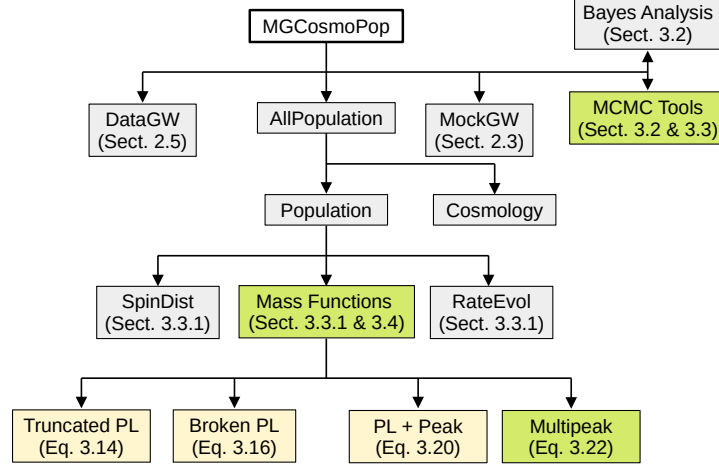 MGCosmoPop
Bayes Analysis
(Sect. 3.2)
DataGW
(Sect. 2.5)
AllPopulation
MockGW
(Sect. 2.3)
MCMC Tools
(Sect. 3.2 & 3.3)
Population
Cosmology
SpinDist
(Sect. 3.3.1)
Mass Functions
(Sect. 3.3.1 & 3.4)
RateEvol
(Sect. 3.3.1)
Truncated PL
(Eq. 3.14)
Broken PL
(Eq. 3.16)
PL + Peak
(Eq. 3.20)
Multipeak
(Eq. 3.22)